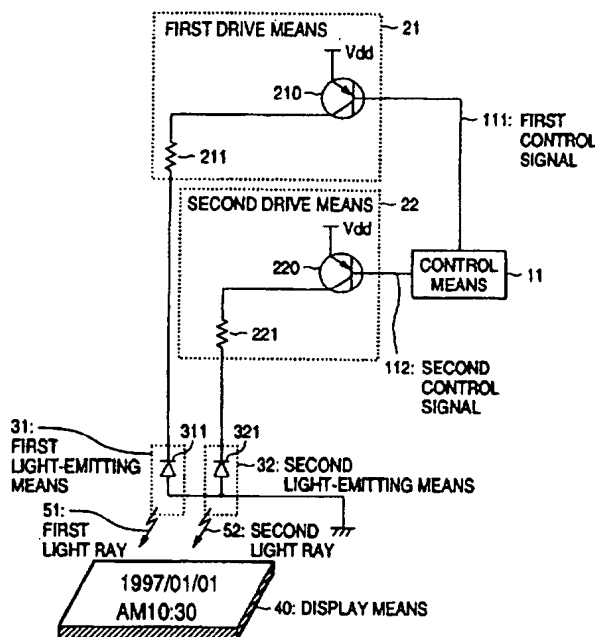 FIRST DRIVE MEANS
21
Vdd
210
211
111: FIRST
CONTROL
SIGNAL
SECOND DRIVE MEANS
22
Vdd
220
221
CONTROL
MEANS
11
112: SECOND
CONTROL
SIGNAL
31:
FIRST
LIGHT-EMITTING
MEANS
311
321
32: SECOND
LIGHT-EMITTING MEANS
51:
FIRST
LIGHT RAY
52: SECOND
LIGHT RAY
1997/01/01
AM10:30
40: DISPLAY MEANS